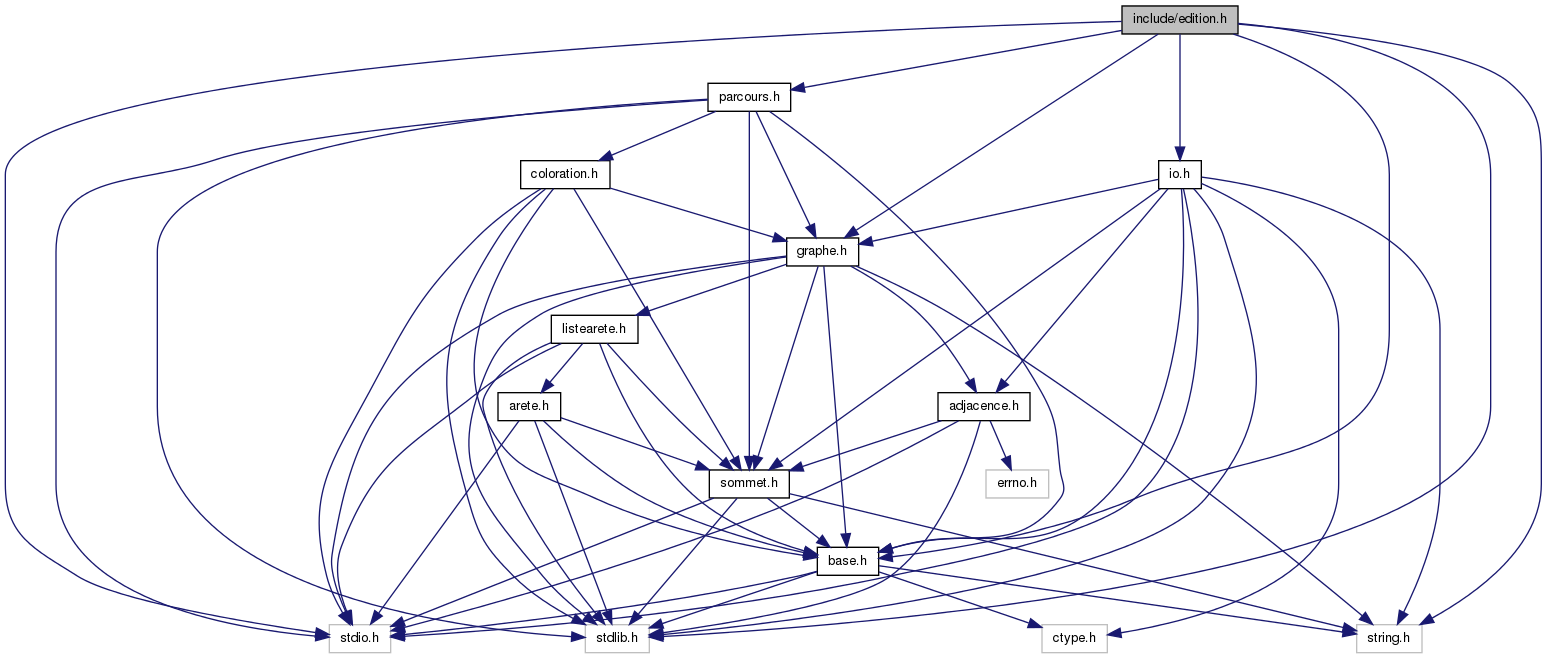 include/edition.h
parcours.h
coloration.h
io.h
graphe.h
listearete.h
arete.h
adjacence.h
sommet.h
errno.h
base.h
stdio.h
stdlib.h
ctype.h
string.h